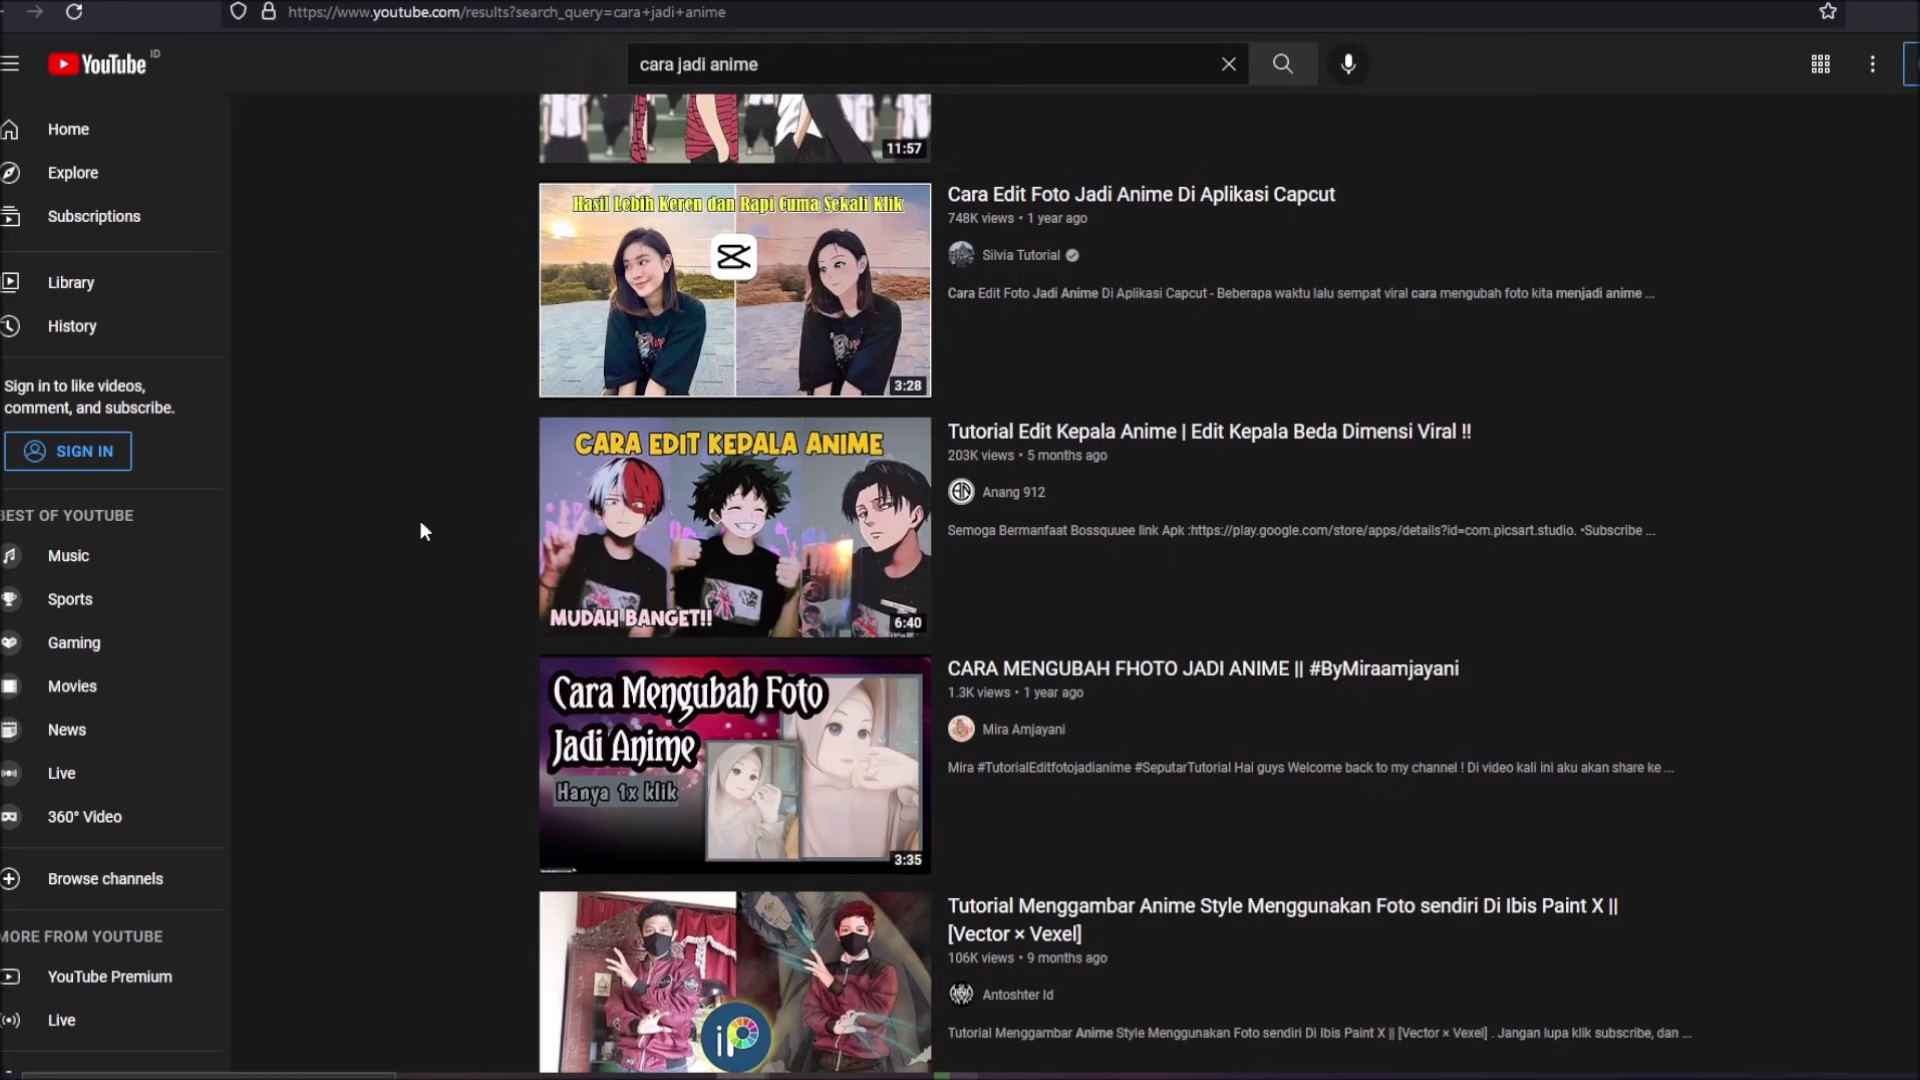 https://www.youtube.com/results?search_query=cara+jadi+anime
YouTube ID
cara jadi anime
Home
Explore
Subscriptions
Library
History
Sign in to like videos,
comment, and subscribe.
SIGN IN
BEST OF YOUTUBE
Music
Sports
Gaming
Movies
News
Live
360° Video
Browse channels
MORE FROM YOUTUBE
YouTube Premium
Live
11:57
Hasil Lebih Keren dan Rapi Cuma Sekali Klik
3:28
Cara Edit Foto Jadi Anime Di Aplikasi Capcut
748K views • 1 year ago
Silvia Tutorial
Cara Edit Foto Jadi Anime Di Aplikasi Capcut - Beberapa waktu lalu sempat viral cara mengubah foto kita menjadi anime ...
CARA EDIT KEPALA ANIME
MUDAH BANGET!!
6:40
Tutorial Edit Kepala Anime | Edit Kepala Beda Dimensi Viral !!
203K views • 5 months ago
Anang 912
Semoga Bermanfaat Bossquuee link Apk :https://play.google.com/store/apps/details?id=com.picsart.studio. •Subscribe ...
Cara Mengubah Foto
Jadi Anime
Hanya 1x klik
3:35
CARA MENGUBAH FHOTO JADI ANIME || #ByMiraamjayani
1.3K views • 1 year ago
Mira Amjayani
Mira #TutorialEditfotojadianime #SeputarTutorial Hai guys Welcome back to my channel ! Di video kali ini aku akan share ke ...
iP
Tutorial Menggambar Anime Style Menggunakan Foto sendiri Di Ibis Paint X ||
[Vector × Vexel]
106K views • 9 months ago
Antoshter Id
Tutorial Menggambar Anime Style Menggunakan Foto sendiri Di Ibis Paint X || [Vector × Vexel] . Jangan lupa klik subscribe, dan ...